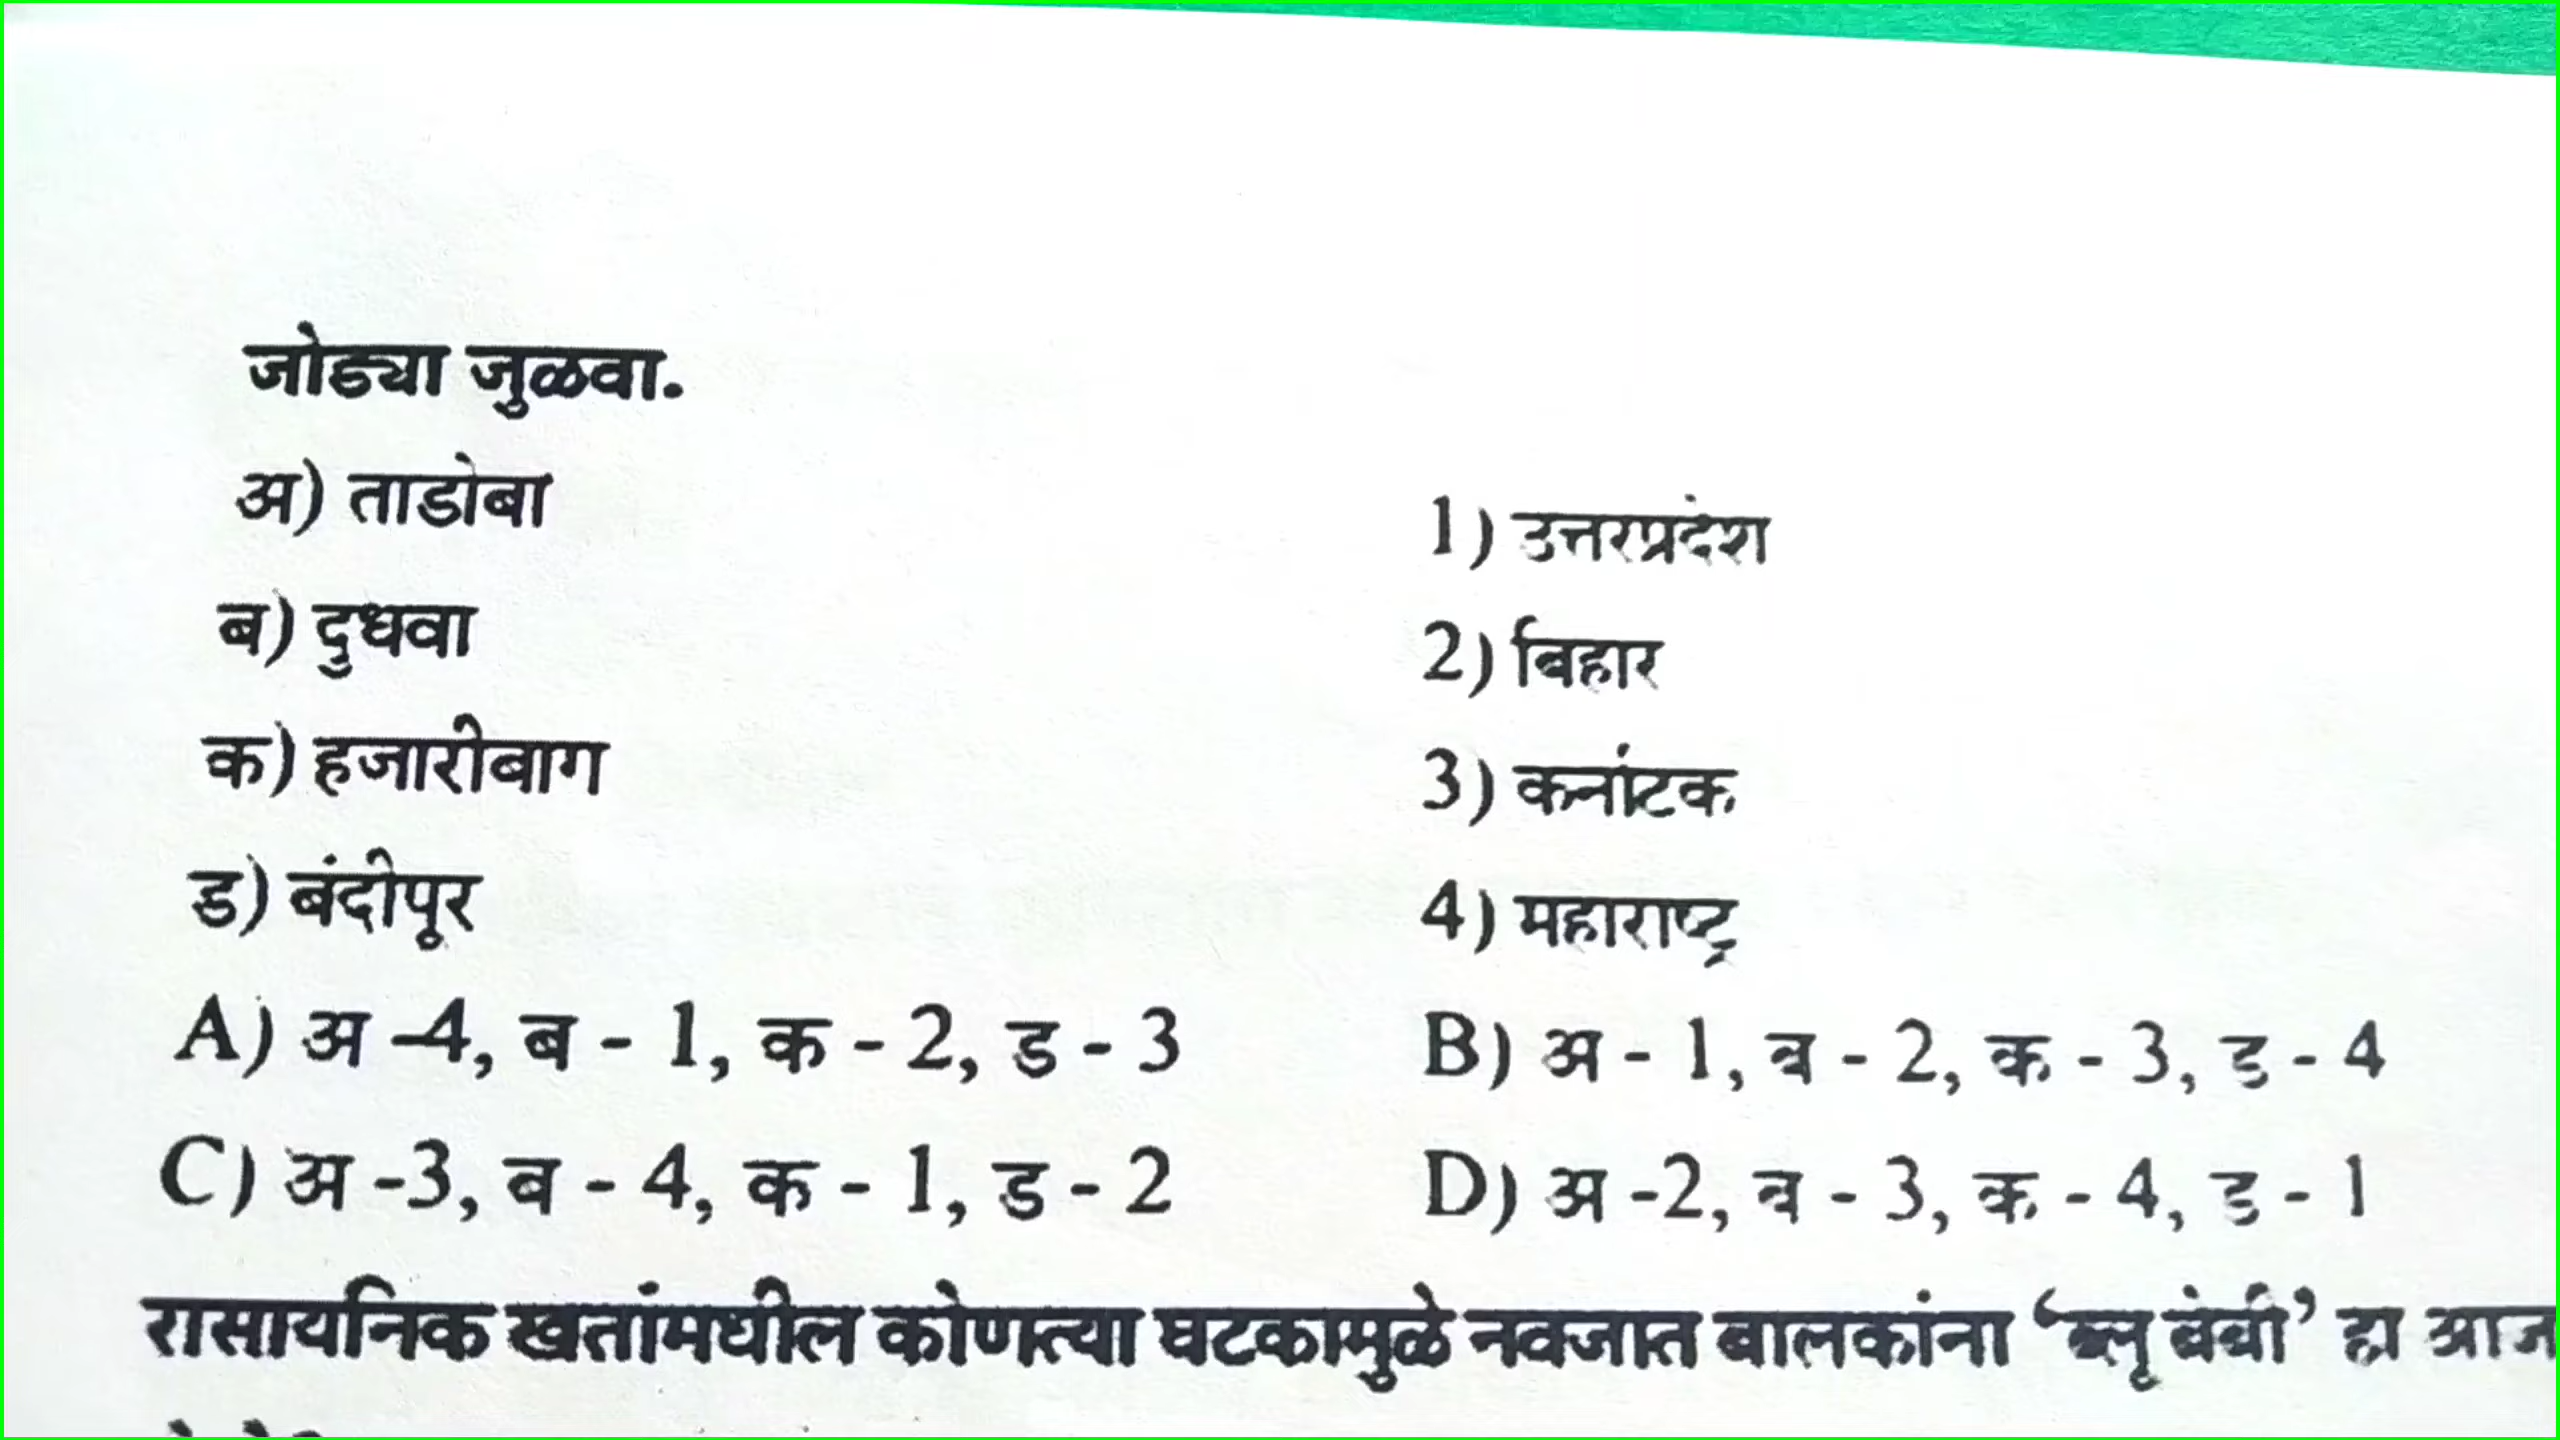 जोड्या जुळवा.
अ) ताडोबा
1) उत्तरप्रदेश
ब) दुधवा
2) बिहार
क) हजारीबाग
3) कर्नाटक
ड) बंदीपूर
4) महाराष्ट्र
A) अ -4, ब - 1, क - 2, ड - 3
B) अ - 1, ब - 2, क - 3, ड - 4
C) अ -3, ब - 4, क - 1, ड - 2
D) अ -2, ब - 3, क - 4, ड - 1
रासायनिक खतांमधील कोणत्या घटकामुळे नवजात बालकांना ‘ब्लू बेबी’ हा आज